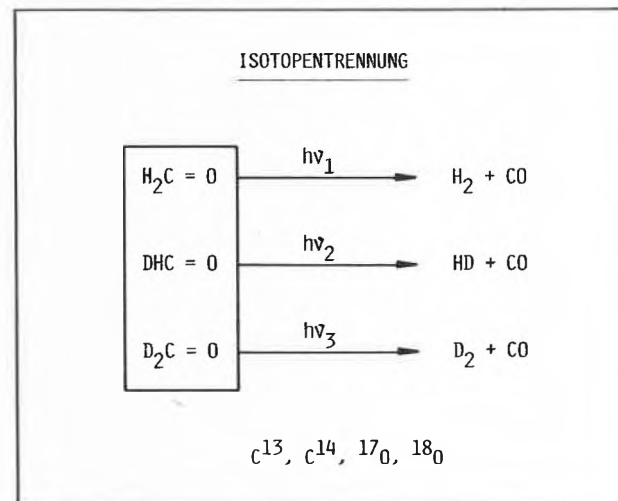 ISOTOPENTRENNUNG
H₂C = O hν₁ H₂ + CO
DHC = O hν₂ HD + CO
D₂C = O hν₃ D₂ + CO
C¹³, C¹⁴, ¹⁷O, ¹⁸O